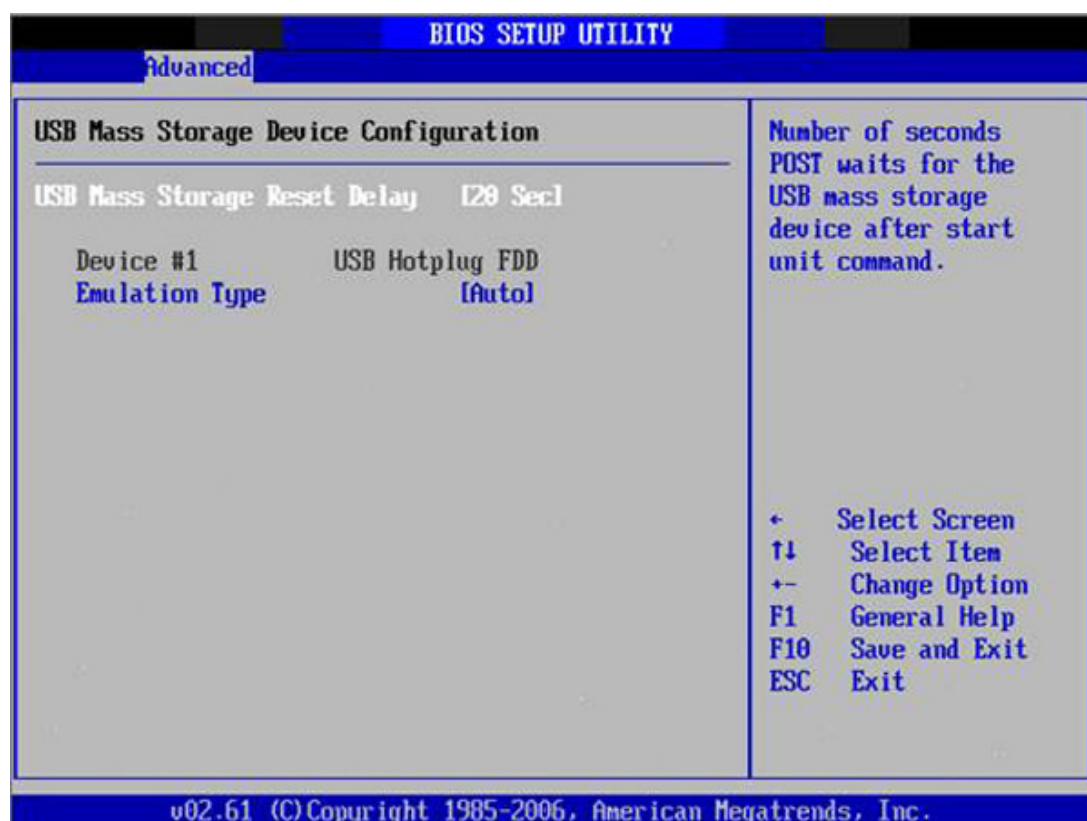 BIOS SETUP UTILITY
Advanced
USB Mass Storage Device Configuration
USB Mass Storage Reset Delay [20 Sec]
Device #1 USB Hotplug FDD
Emulation Type [Auto]
Number of seconds
POST waits for the
USB mass storage
device after start
unit command.
← Select Screen
↑↓ Select Item
+- Change Option
F1 General Help
F10 Save and Exit
ESC Exit
v02.61 (C)Copyright 1985-2006, American Megatrends, Inc.